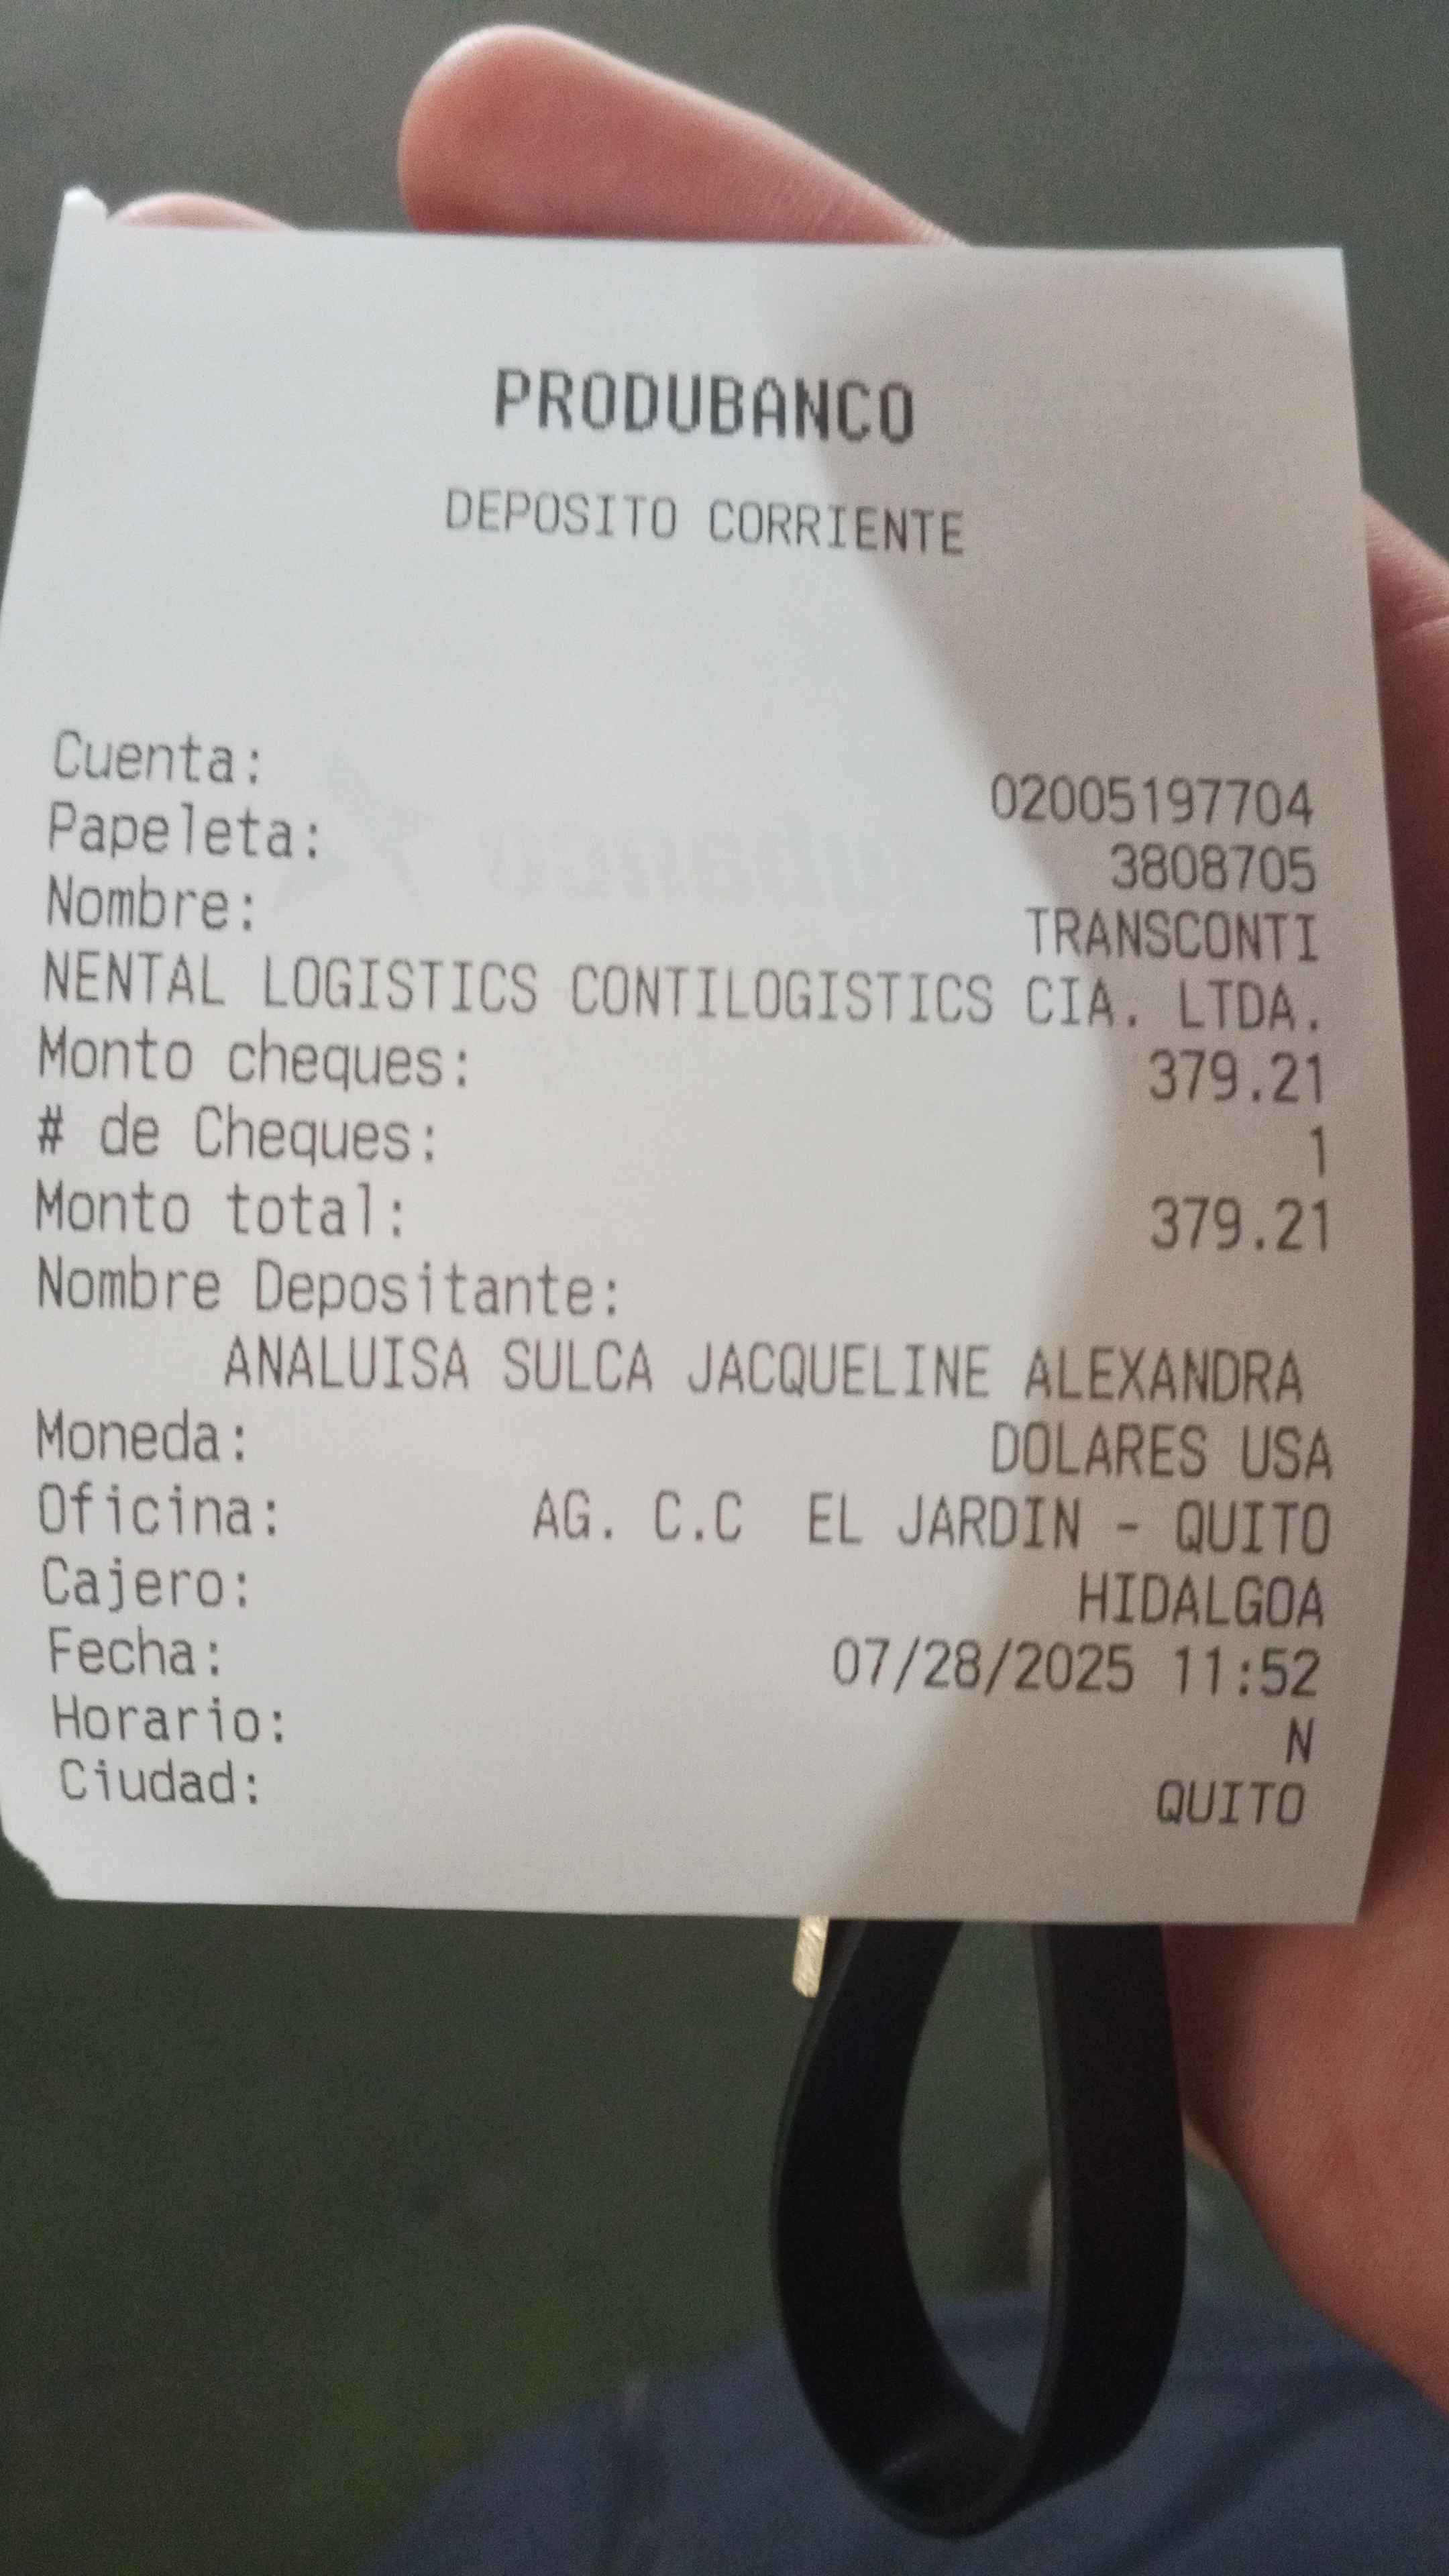 PRODUBANCO
DEPOSITO CORRIENTE
Cuenta: 02005197704
Papeleta: 3808705
Nombre: TRANSCONTI
NENTAL LOGISTICS CONTILOGISTICS CIA. LTDA.
Monto cheques: 379.21
# de Cheques: 1
Monto total: 379.21
Nombre Depositante:
ANALUISA SULCA JACQUELINE ALEXANDRA
Moneda: DOLARES USA
Oficina: AG. C.C EL JARDIN - QUITO
Cajero: HIDALGOA
Fecha: 07/28/2025 11:52
Horario: N
Ciudad: QUITO